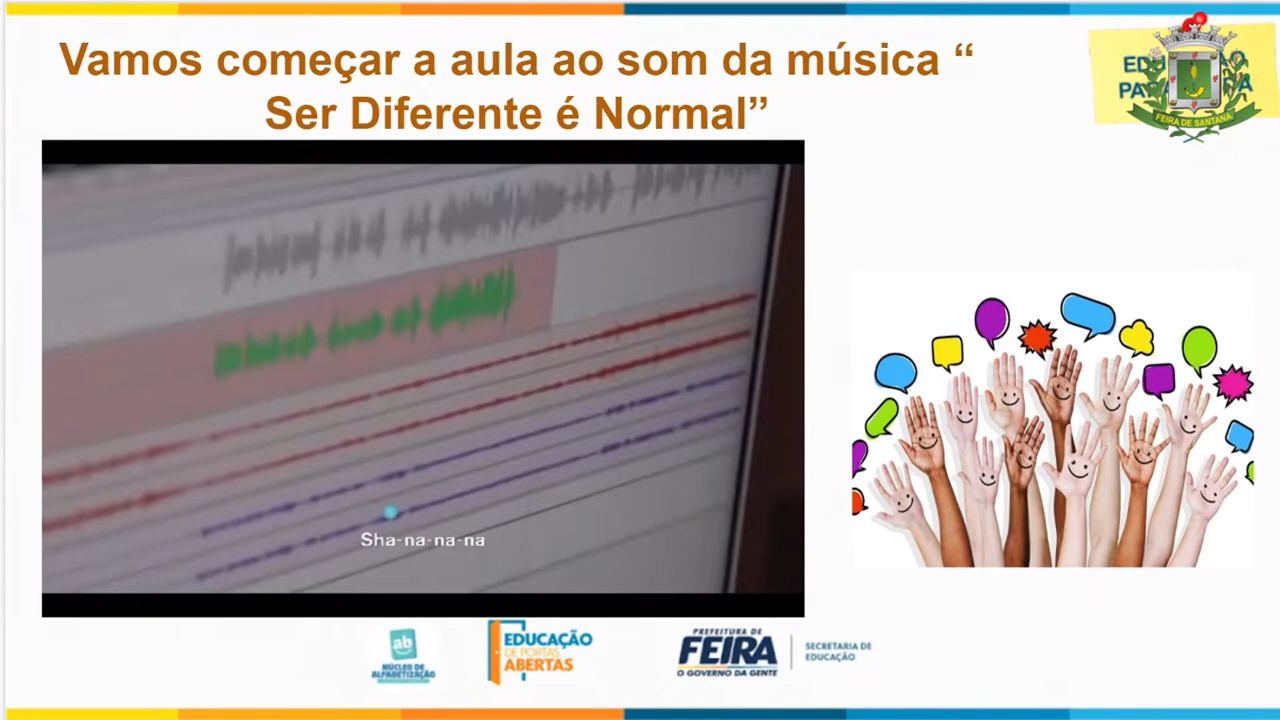 Vamos começar a aula ao som da música “
Ser Diferente é Normal”
FEIRA DE SANTANA
Sha-na-na-na
ab
NÚCLEO DE
ALFABETIZAÇÃO
EDUCAÇÃO
DE PORTAS
ABERTAS
PREFEITURA DE
FEIRA
O GOVERNO DA GENTE
SECRETARIA DE
EDUCAÇÃO